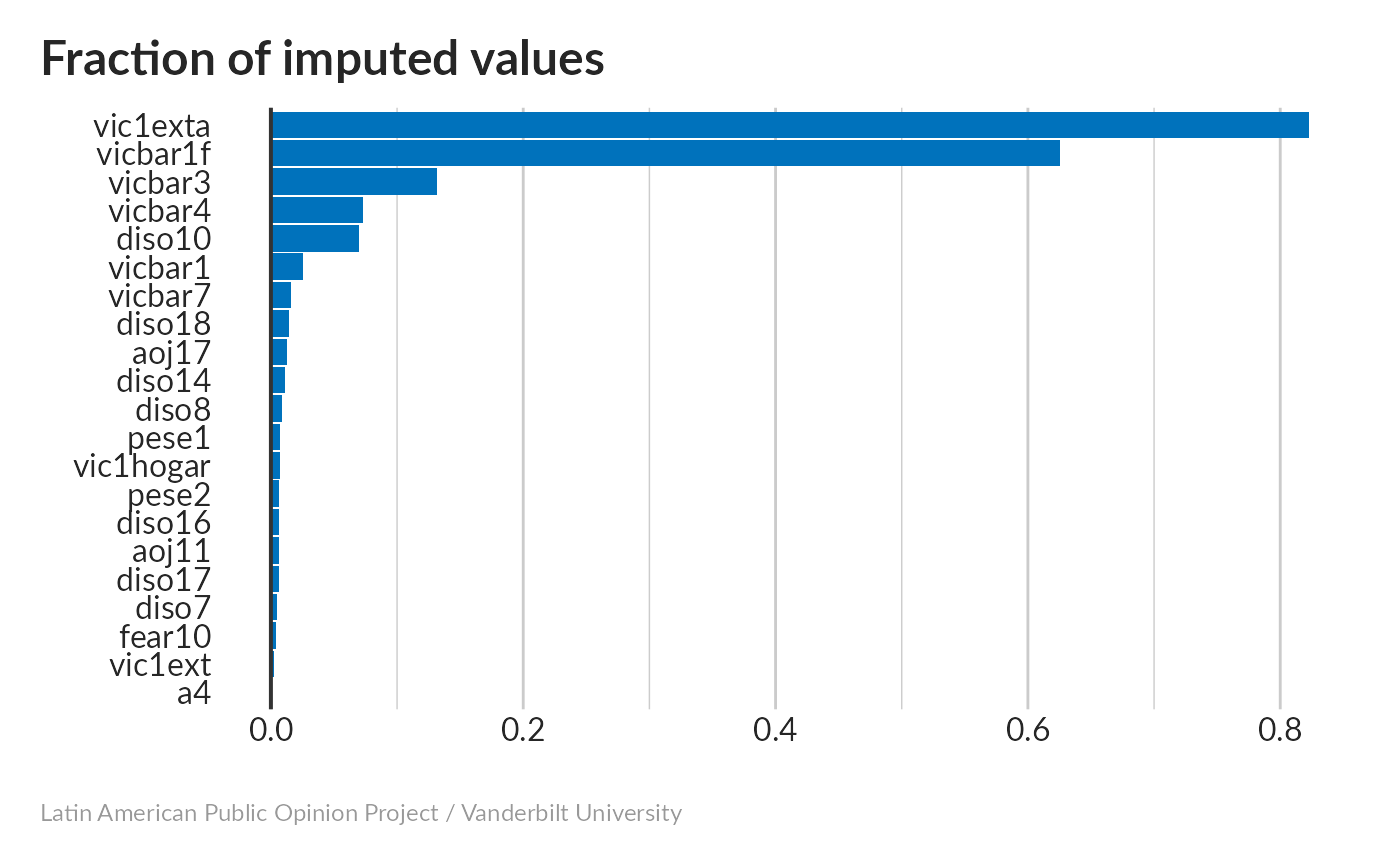 Fraction of imputed values
vic1exta
vicbar1f
vicbar3
vicbar4
diso10
vicbar1
vicbar7
diso18
aoj17
diso14
diso8
pese1
vic1hogar
pese2
diso16
aoj11
diso17
diso7
fear10
vic1ext
a4
0.0 0.2 0.4 0.6 0.8
Latin American Public Opinion Project / Vanderbilt University